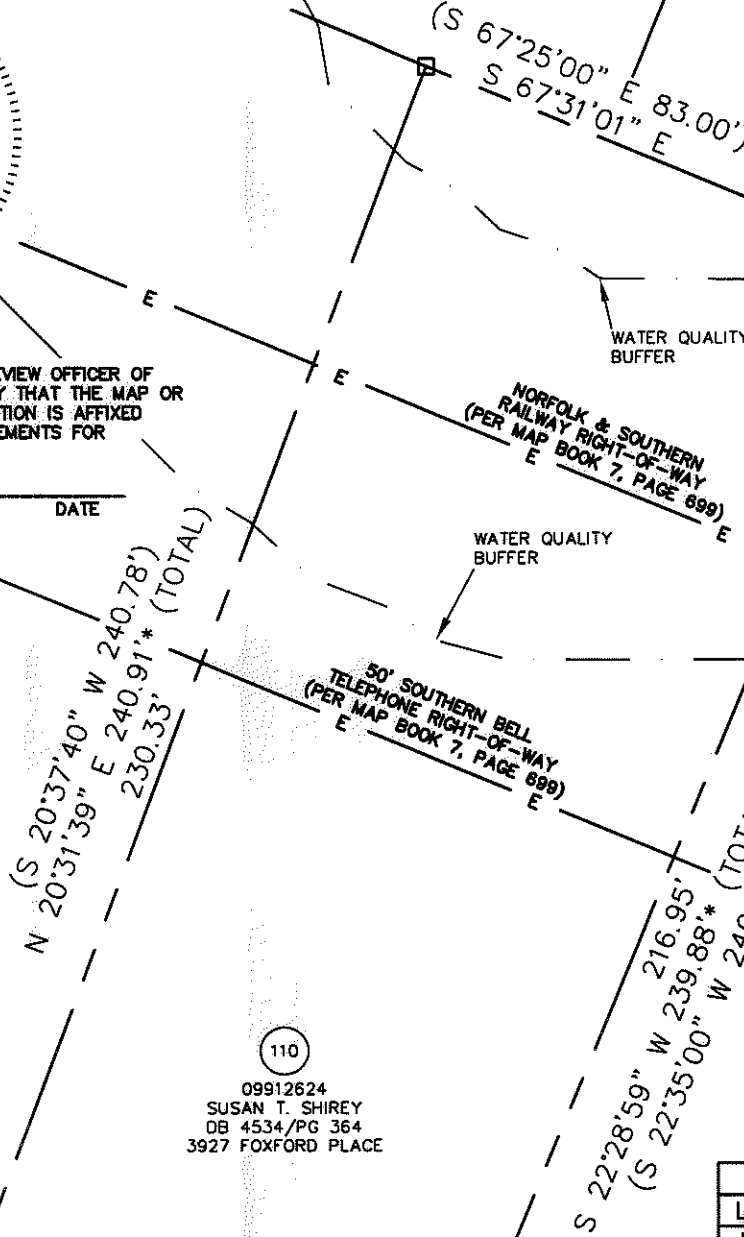 (S 67°25'00" E 83.00')
S 67°31'01" E
E
WATER QUALITY
BUFFER
VIEW OFFICER OF
Y THAT THE MAP OR
TION IS AFFIXED
EMENTS FOR
DATE
E
NORFOLK & SOUTHERN
RAILWAY RIGHT-OF-WAY
(PER MAP BOOK 7, PAGE 699)
E
E
WATER QUALITY
BUFFER
(S 20°37'40" W 240.78')
N 20°31'39" E 240.91'* (TOTAL)
230.33'
50' SOUTHERN BELL
TELEPHONE RIGHT-OF-WAY
(PER MAP BOOK 7, PAGE 699)
E
E
216.95'
S 22°28'59" W 239.88'* (TOTA
(S 22°35'00" W 240
110
09912624
SUSAN T. SHIREY
DB 4534/PG 364
3927 FOXFORD PLACE
L